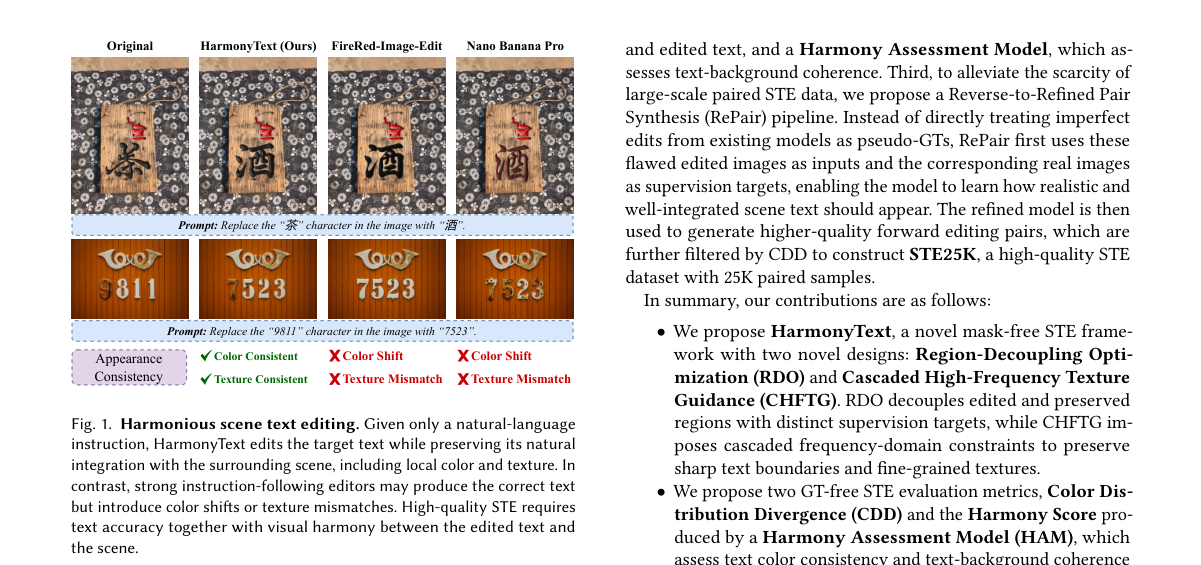 Original
HarmonyText (Ours)
FireRed-Image-Edit
Nano Banana Pro
茶
酒
酒
酒
Prompt: Replace the “茶” character in the image with “酒”.
9811
7523
7523
7523
Prompt: Replace the “9811” character in the image with “7523”.
Appearance
Consistency
✓ Color Consistent
✗ Color Shift
✗ Color Shift
✓ Texture Consistent
✗ Texture Mismatch
✗ Texture Mismatch
Fig. 1. Harmonious scene text editing. Given only a natural-language
instruction, HarmonyText edits the target text while preserving its natural
integration with the surrounding scene, including local color and texture. In
contrast, strong instruction-following editors may produce the correct text
but introduce color shifts or texture mismatches. High-quality STE requires
text accuracy together with visual harmony between the edited text and
the scene.
and edited text, and a Harmony Assessment Model, which as-
sesses text-background coherence. Third, to alleviate the scarcity of
large-scale paired STE data, we propose a Reverse-to-Refined Pair
Synthesis (RePair) pipeline. Instead of directly treating imperfect
edits from existing models as pseudo-GTs, RePair first uses these
flawed edited images as inputs and the corresponding real images
as supervision targets, enabling the model to learn how realistic and
well-integrated scene text should appear. The refined model is then
used to generate higher-quality forward editing pairs, which are
further filtered by CDD to construct STE25K, a high-quality STE
dataset with 25K paired samples.
In summary, our contributions are as follows:
• We propose HarmonyText, a novel mask-free STE frame-
work with two novel designs: Region-Decoupling Opti-
mization (RDO) and Cascaded High-Frequency Texture
Guidance (CHFTG). RDO decouples edited and preserved
regions with distinct supervision targets, while CHFTG im-
poses cascaded frequency-domain constraints to preserve
sharp text boundaries and fine-grained textures.
• We propose two GT-free STE evaluation metrics, Color Dis-
tribution Divergence (CDD) and the Harmony Score pro-
duced by a Harmony Assessment Model (HAM), which
assess text color consistency and text-background coherence